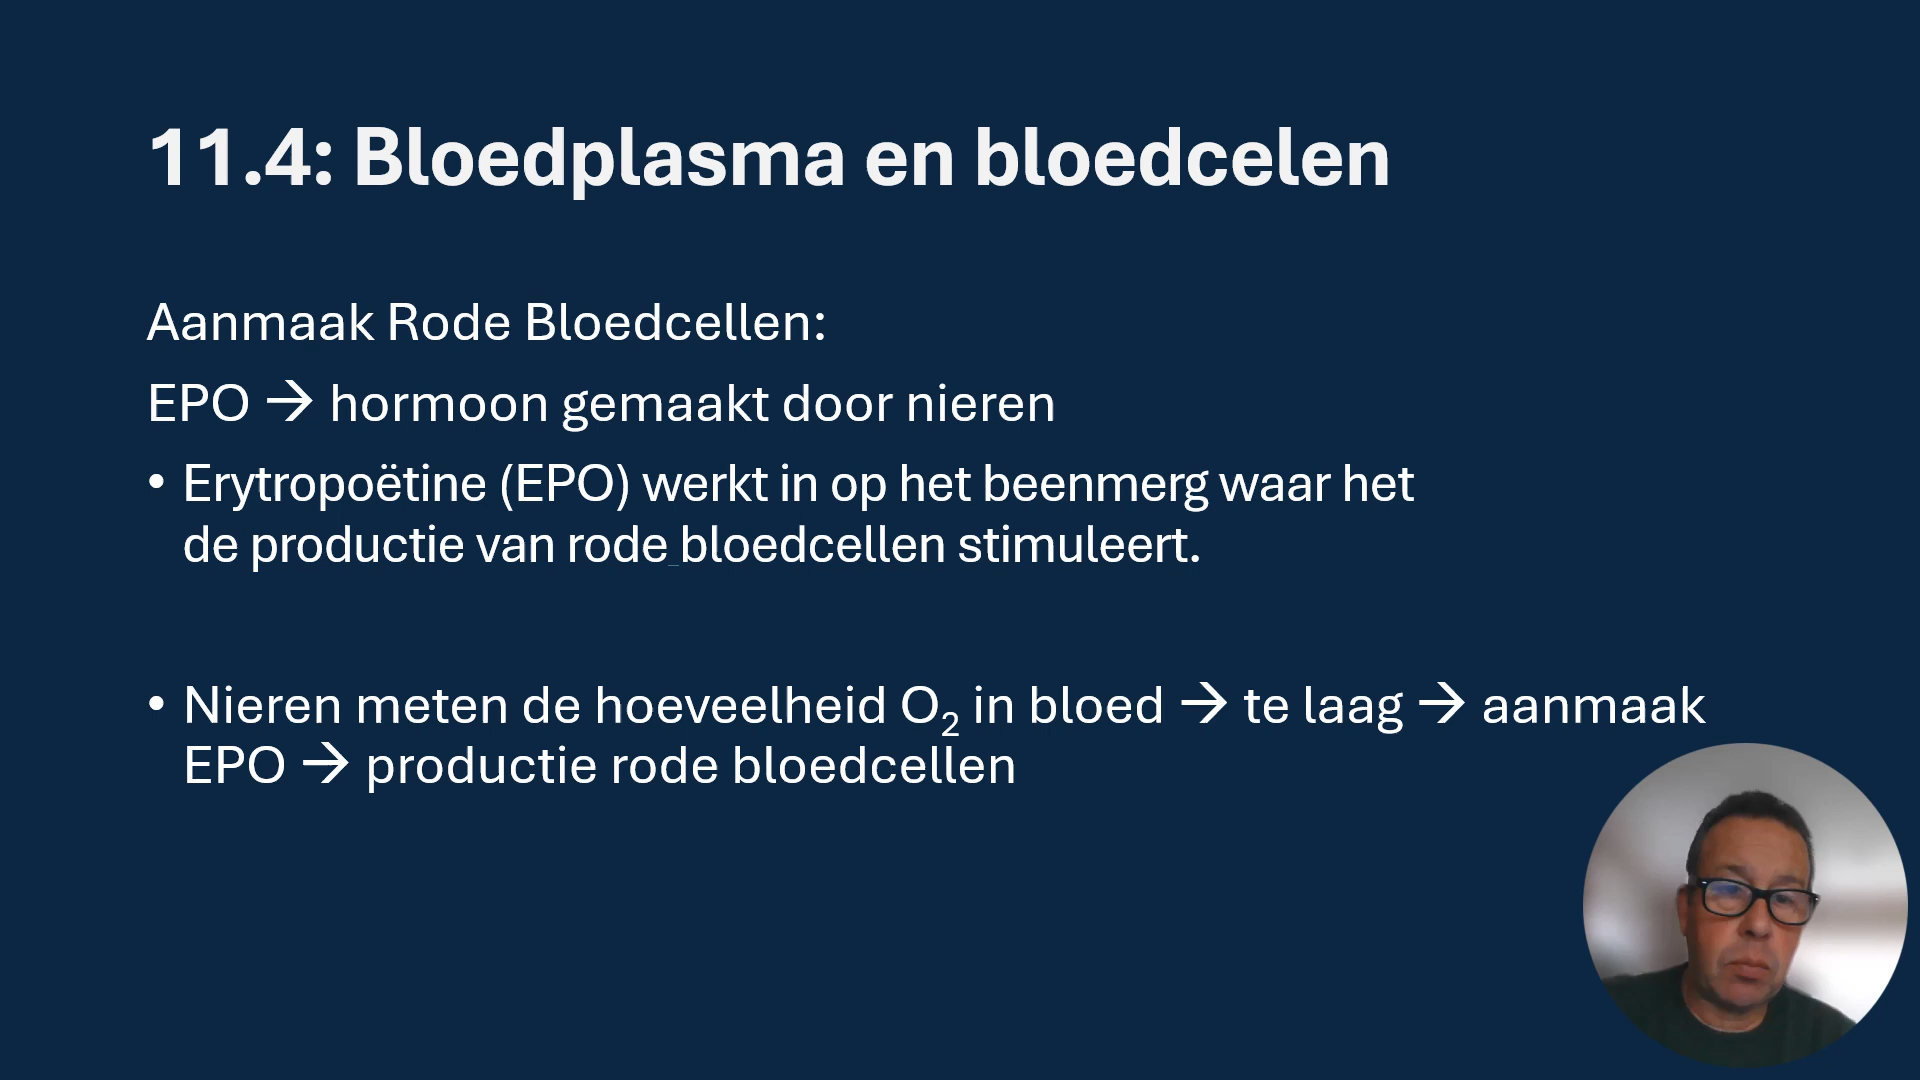 11.4: Bloedplasma en bloedcelen
Aanmaak Rode Bloedcellen:
EPO → hormoon gemaakt door nieren
• Erytropoëtine (EPO) werkt in op het beenmerg waar het
de productie van rode bloedcellen stimuleert.
• Nieren meten de hoeveelheid O₂ in bloed → te laag → aanmaak
EPO → productie rode bloedcellen